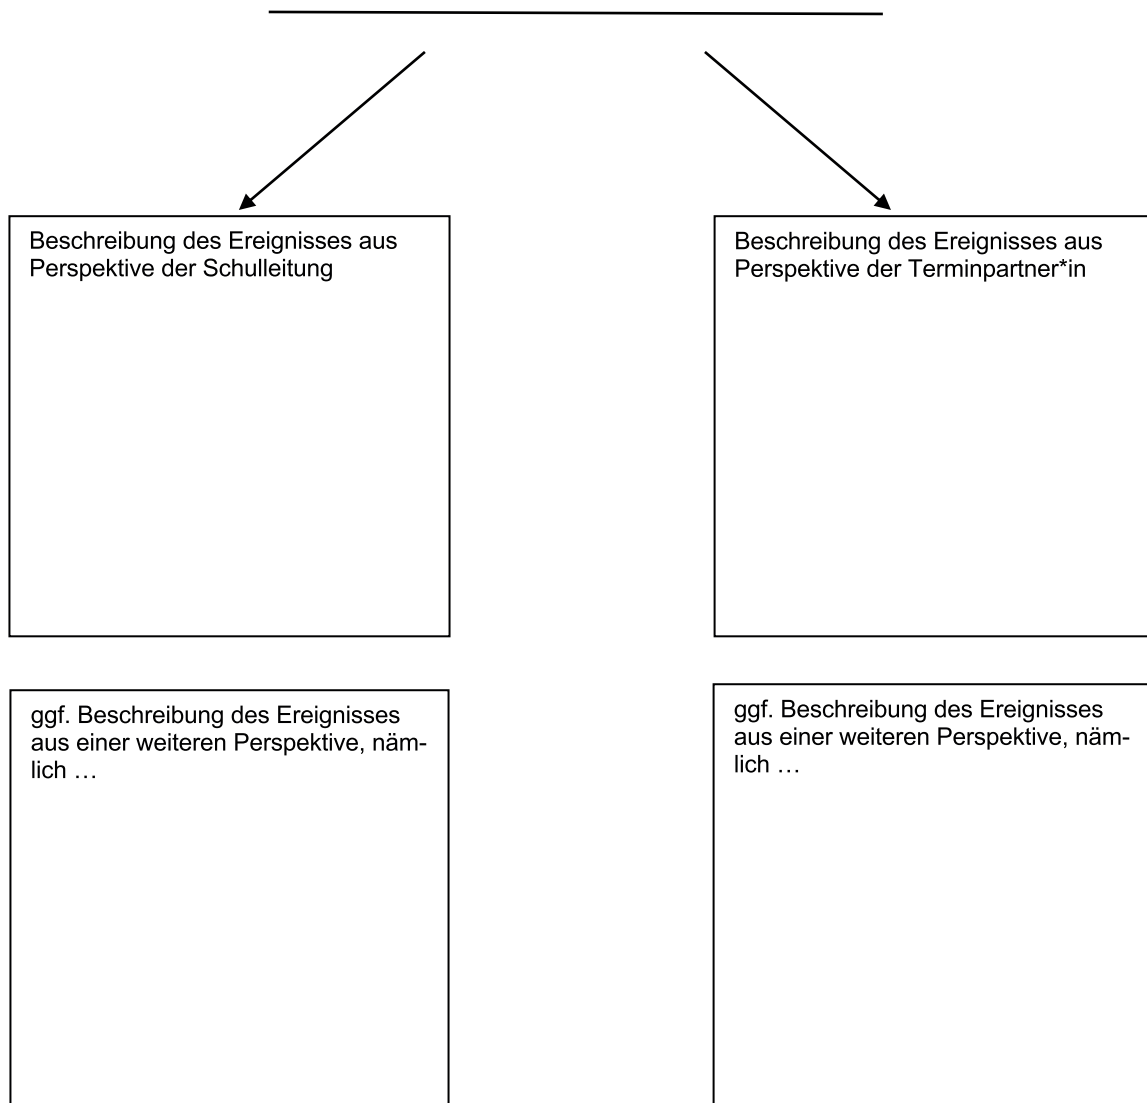 Beschreibung des Ereignisses aus
Perspektive der Schulleitung
Beschreibung des Ereignisses aus
Perspektive der Terminpartner*in
ggf. Beschreibung des Ereignisses
aus einer weiteren Perspektive, näm-
lich …
ggf. Beschreibung des Ereignisses
aus einer weiteren Perspektive, näm-
lich …